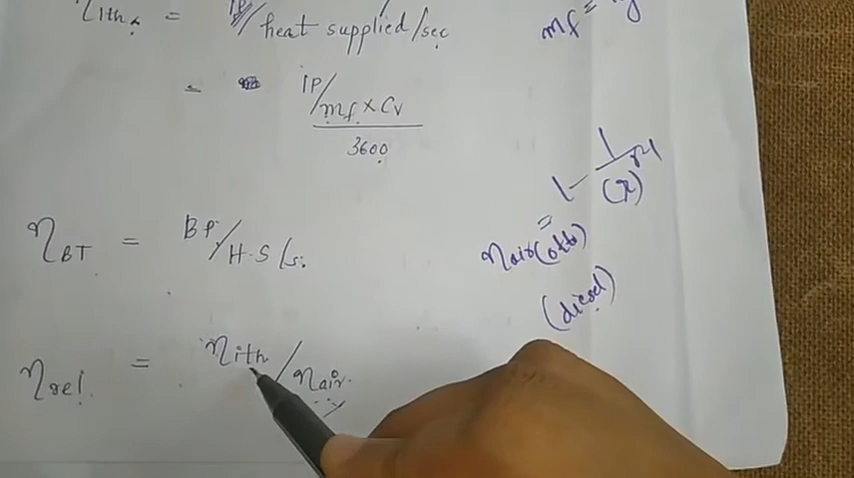 ηith. =     /heat supplied/sec
=     IP/mf × Cv
3600
ηBT = BP/H·S/s.
ηrel. = ηith/ηair.
mf =
ηair(otto) = 1 - 1/(r)^γ-1
(diesel)